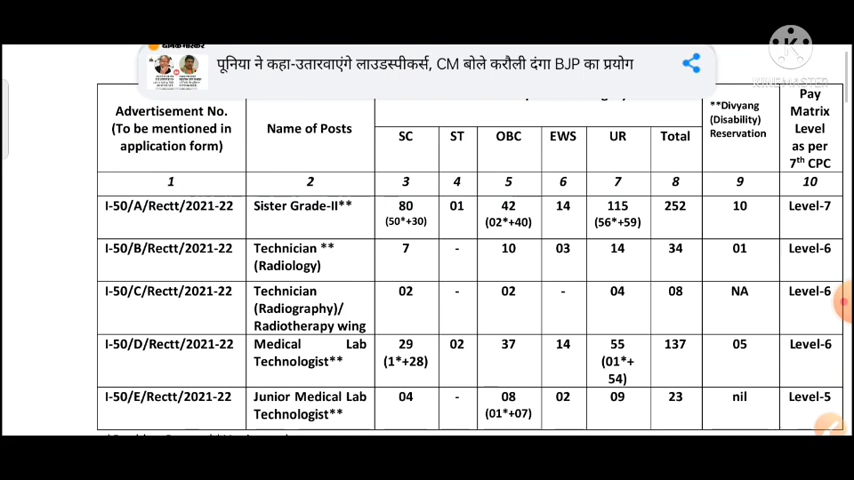 दैनिक भास्कर
पूनिया ने कहा-उतारवाएंगे लाउडस्पीकर्स, CM बोले करौली दंगा BJP का प्रयोग
KINEMASTER
Advertisement No.
(To be mentioned in
application form)
Name of Posts
SC
ST
OBC
EWS
UR
Total
**Divyang
(Disability)
Reservation
Pay
Matrix
Level
as per
7th CPC
1 2 3 4 5 6 7 8 9 10
I-50/A/Rectt/2021-22 Sister Grade-II** 80 01 42 14 115 252 10 Level-7
(50*+30) (02*+40) (56*+59)
I-50/B/Rectt/2021-22 Technician ** 7 - 10 03 14 34 01 Level-6
(Radiology)
I-50/C/Rectt/2021-22 Technician 02 - 02 - 04 08 NA Level-6
(Radiography)/
Radiotherapy wing
I-50/D/Rectt/2021-22 Medical Lab 29 02 37 14 55 137 05 Level-6
Technologist** (1*+28) (01*+
54)
I-50/E/Rectt/2021-22 Junior Medical Lab 04 - 08 02 09 23 nil Level-5
Technologist** (01*+07)